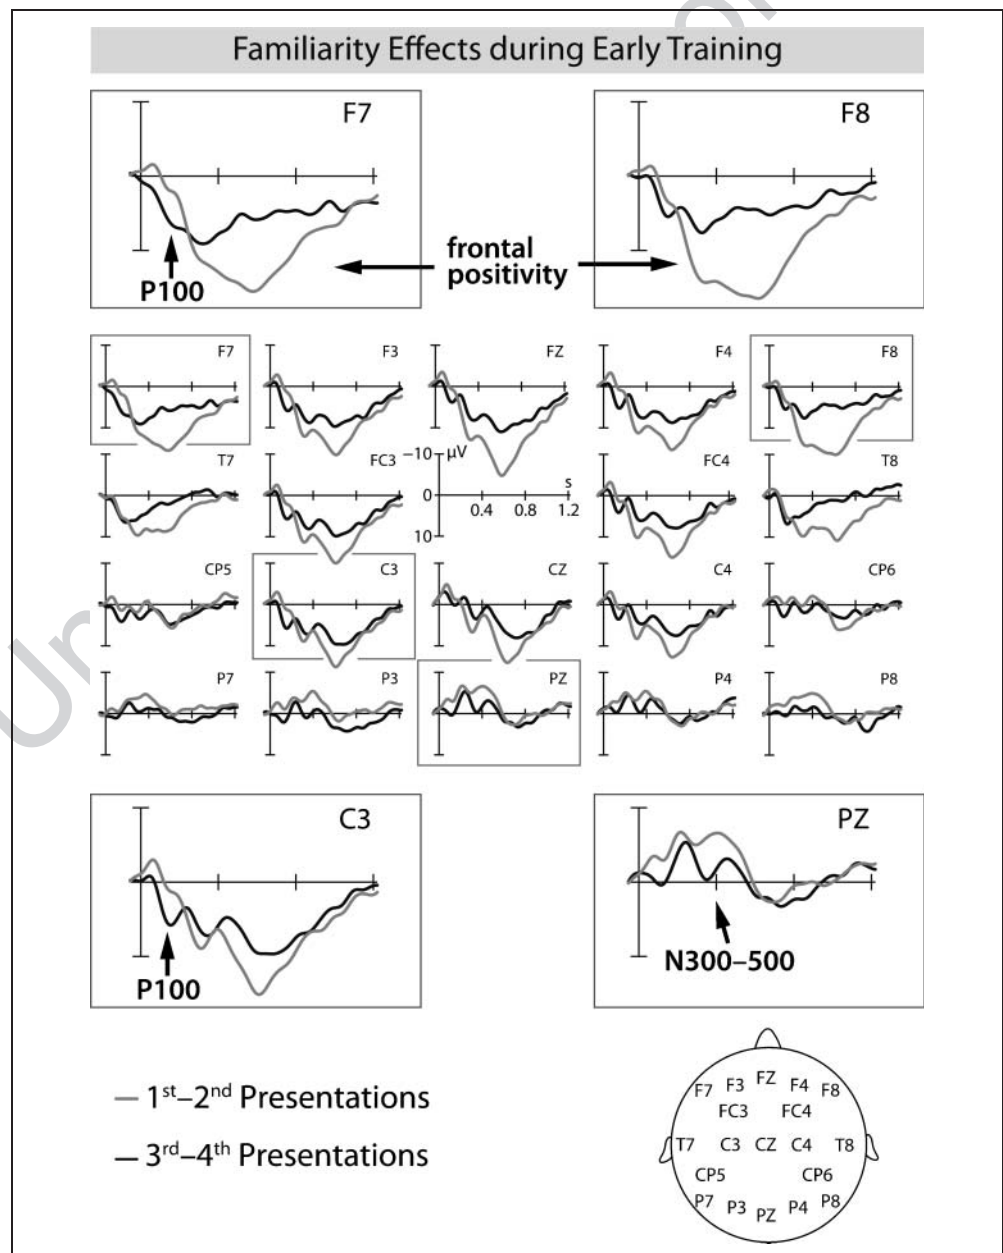 Familiarity Effects during Early Training
F7
F8
frontal
positivity
P100
F7
F3
FZ
F4
F8
−10
μV
T7
FC3
FC4
T8
0
s
0.4
0.8
1.2
10
CP5
C3
CZ
C4
CP6
P7
P3
PZ
P4
P8
C3
PZ
P100
N300–500
1st–2nd Presentations
3rd–4th Presentations
F7 F3 FZ F4 F8
FC3 FC4
T7 C3 CZ C4 T8
CP5 CP6
P7 P3 PZ P4 P8